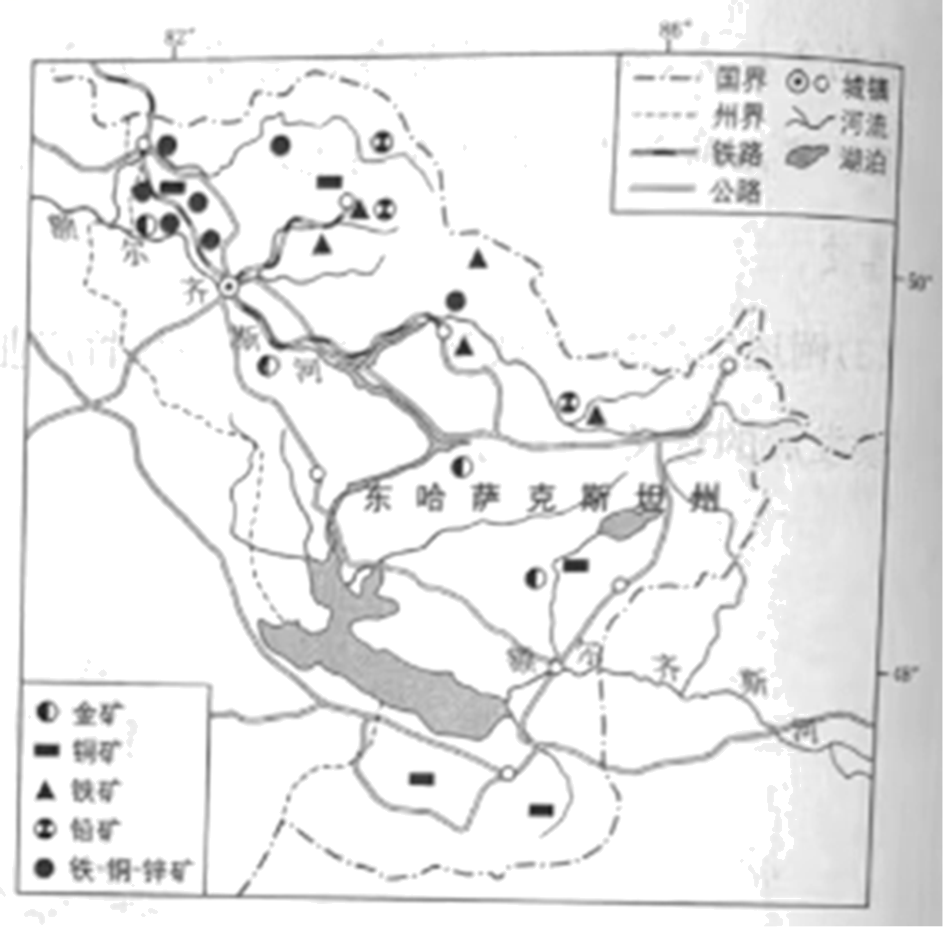 82°
86°
国界
城镇
州界
河流
铁路
湖泊
公路
额
尔
齐
斯
河
50°
东哈萨克斯坦州
额
尔
齐
斯
河
48°
金矿
铜矿
铁矿
铅矿
铁-铜-锌矿